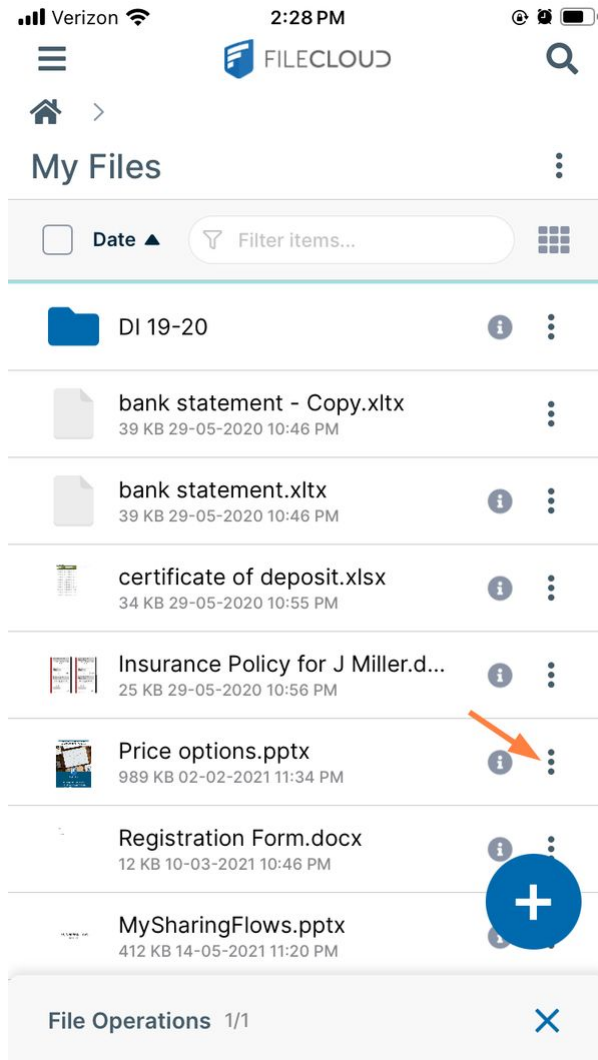 Verizon 2:28 PM
FILECLOUD
My Files
Date Filter items...
DI 19-20
bank statement - Copy.xltx
39 KB 29-05-2020 10:46 PM
bank statement.xltx
39 KB 29-05-2020 10:46 PM
certificate of deposit.xlsx
34 KB 29-05-2020 10:55 PM
Insurance Policy for J Miller.d...
25 KB 29-05-2020 10:56 PM
Price options.pptx
989 KB 02-02-2021 11:34 PM
Registration Form.docx
12 KB 10-03-2021 10:46 PM
MySharingFlows.pptx
412 KB 14-05-2021 11:20 PM
File Operations 1/1